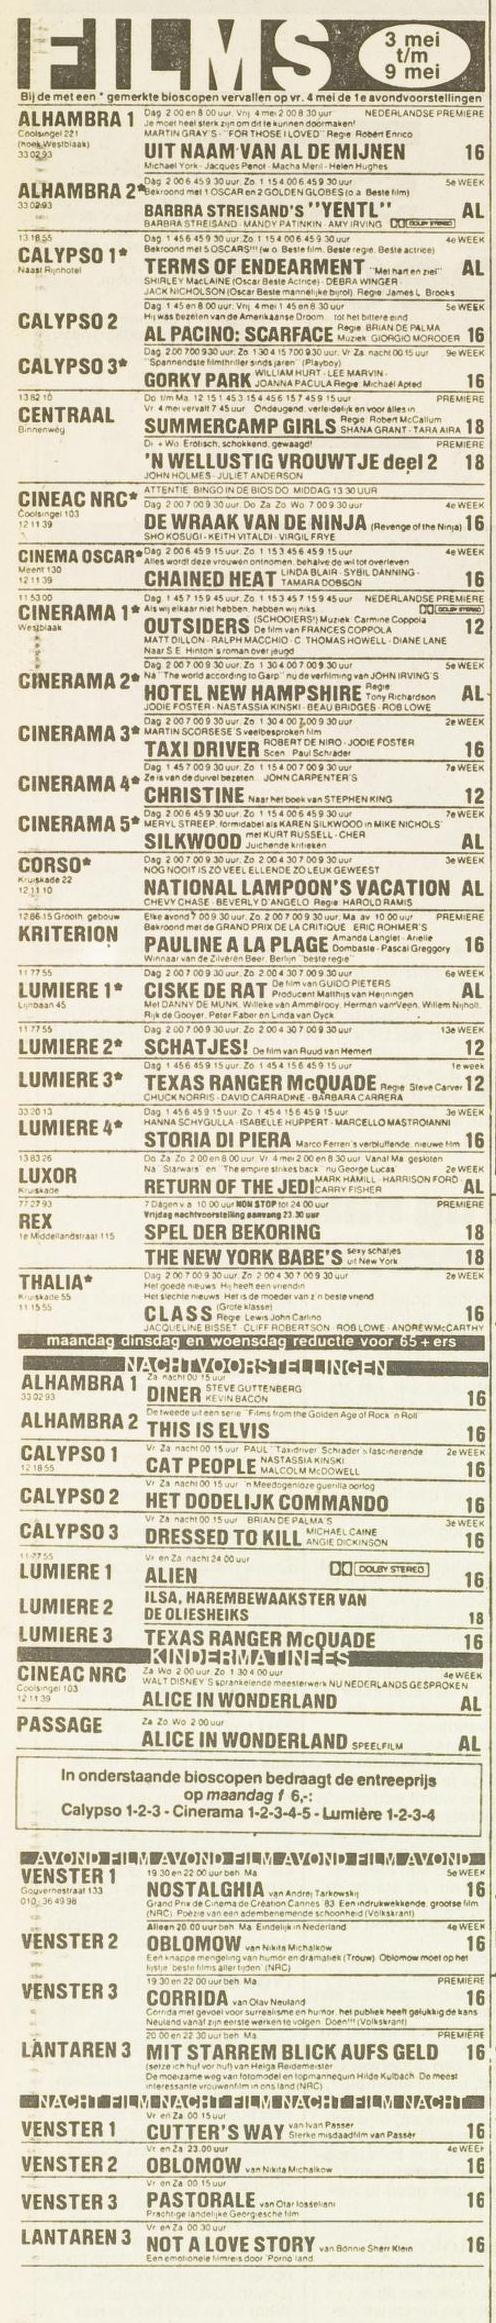 FILMS
3 mei
t/m
9 mei
Bij de met een * gemerkte bioscopen vervallen op vr. 4 mei de 1e avondvoorstellingen
ALHAMBRA 1
Coolsingel 221
(hoek Westblaak)
33 02 93
Dag. 2.00 en 8.00 uur. Vrij. 4 mei 2.00 8.30 uur NEDERLANDSE PREMIERE
Je moet heel sterk zijn om dit te kunnen doormaken!
MARTIN GRAY'S - "FOR THOSE I LOVED" Regie Robert Enrico
UIT NAAM VAN AL DE MIJNEN 16
Michael York - Jacques Penot - Macha Meril - Helen Hughes
ALHAMBRA 2*
33 02 93
Dag. 2.00 6.45 9.30 uur. Zo. 1.15 4.00 6.45 9.30 uur 5e WEEK
Bekroond met 1 OSCAR en 2 GOLDEN GLOBES (o.a. Beste film)
BARBRA STREISAND'S "YENTL" AL
BARBRA STREISAND - MANDY PATINKIN - AMY IRVING DOLBY STEREO
13 18 55
CALYPSO 1*
Naast Rijnhotel
Dag. 1.45 6.45 9.30 uur. Zo. 1.15 4.00 6.45 9.30 uur 4e WEEK
Bekroond met 5 OSCARS!!! (w.o. Beste film, Beste regie, Beste actrice)
TERMS OF ENDEARMENT "Met hart en ziel" AL
SHIRLEY MacLAINE (Oscar Beste Actrice) - DEBRA WINGER -
JACK NICHOLSON (Oscar Beste mannelijke bijrol). Regie: James L. Brooks
CALYPSO 2
Dag. 1.45 en 8.00 uur. Vrij. 4 mei 1.45 en 8.30 uur 5e WEEK
Hij was bezeten van de Amerikaanse Droom... tot het bittere eind
AL PACINO: SCARFACE Regie BRIAN DE PALMA Muziek GIORGIO MORODER 16
CALYPSO 3*
Dag. 2.00 7.00 9.30 uur. Zo. 1.30 4.15 7.00 9.30 uur. Vr. Za. nacht 00.15 uur 9e WEEK
"Spannendste filmthriller sinds jaren" (Playboy)
GORKY PARK WILLIAM HURT - LEE MARVIN - JOANNA PACULA Regie: Michael Apted 16
13 82 10
CENTRAAL
Binnenweg
Do. t/m Ma. 12.15 1.45 3.15 4.45 6.15 7.45 9.15 uur PREMIERE
Vr. 4 mei vervalt 7.45 uur Ondeugend, verleidelijk en voor alles in
SUMMERCAMP GIRLS Regie Robert McCallum SHANA GRANT - TARA AIRA 18
Di. + Wo. Erotisch, schokkend, gewaagd! PREMIERE
'N WELLUSTIG VROUWTJE deel 2 18
JOHN HOLMES - JULIET ANDERSON
CINEAC NRC*
Coolsingel 103
12 11 39
ATTENTIE: BINGO IN DE BIOS DO. MIDDAG 13.30 UUR
Dag. 2.00 7.00 9.30 uur. Do. Za. Zo. Wo. 7.00 9.30 uur 4e WEEK
DE WRAAK VAN DE NINJA (Revenge of the Ninja) 16
SHO KOSUGI - KEITH VITALDI - VIRGIL FRYE
CINEMA OSCAR*
Meent 130
12 11 39
Dag. 2.00 6.45 9.15 uur. Zo. 1.15 3.45 6.45 9.15 uur 4e WEEK
Alles wordt deze vrouwen ontnomen, behalve de wil tot overleven
CHAINED HEAT LINDA BLAIR - SYBIL DANNING - TAMARA DOBSON 16
11 53 00
CINERAMA 1*
Westblaak
Dag. 1.45 7.15 9.45 uur. Zo. 1.15 3.45 7.15 9.45 uur NEDERLANDSE PREMIERE
Als wij elkaar niet hebben, hebben wij niks DOLBY STEREO
OUTSIDERS (SCHOOIERS!) Muziek: Carmine Coppola De film van FRANCES COPPOLA 12
MATT DILLON - RALPH MACCHIO - C. THOMAS HOWELL - DIANE LANE
Naar S.E. Hinton's roman over jeugd
CINERAMA 2*
Dag. 2.00 7.00 9.30 uur. Zo. 1.30 4.00 7.00 9.30 uur 5e WEEK
Na "The world according to Garp" nu de verfilming van JOHN IRVING'S
HOTEL NEW HAMPSHIRE Regie Tony Richardson AL
JODIE FOSTER - NASTASSIA KINSKI - BEAU BRIDGES - ROB LOWE
CINERAMA 3*
Dag. 2.00 7.00 9.30 uur. Zo. 1.30 4.00 7.00 9.30 uur 2e WEEK
MARTIN SCORSESE'S veelbesproken film
TAXI DRIVER ROBERT DE NIRO - JODIE FOSTER Scen. Paul Schrader 16
CINERAMA 4*
Dag. 1.45 7.00 9.30 uur. Zo. 1.15 4.00 7.00 9.30 uur 7e WEEK
Ze is van de duivel bezeten... JOHN CARPENTER'S
CHRISTINE Naar het boek van STEPHEN KING 12
CINERAMA 5*
Dag. 2.00 6.45 9.30 uur. Zo. 1.15 4.00 6.45 9.30 uur 7e WEEK
MERYL STREEP, formidabel als KAREN SILKWOOD in MIKE NICHOLS'
SILKWOOD met KURT RUSSELL - CHER Juichende kritieken AL
CORSO*
Kruiskade 22
12 11 10
Dag. 2.00 7.00 9.30 uur. Zo. 2.00 4.30 7.00 9.30 uur 3e WEEK
NOG NOOIT IS ZÓ VEEL ELLENDE ZÓ LEUK GEWEEST
NATIONAL LAMPOON'S VACATION AL
CHEVY CHASE - BEVERLY D'ANGELO Regie: HAROLD RAMIS
12.86.15 Grooth. gebouw
KRITERION
Elke avond 7.00 9.30 uur. Zo. 2.00 7.00 9.30 uur. Ma. av. 10.00 uur PREMIERE
Bekroond met de GRAND PRIX DE LA CRITIQUE ERIC ROHMER'S
PAULINE A LA PLAGE Amanda Langlet - Arielle Dombasle - Pascal Greggory 16
Winnaar van de Zilveren Beer, Berlijn "beste regie"
11 77 55
LUMIERE 1*
Lijnbaan 45
Dag. 2.00 7.00 9.30 uur. Zo. 2.00 4.30 7.00 9.30 uur 6e WEEK
CISKE DE RAT De film van GUIDO PIETERS Producent Matthijs van Heijningen AL
Met DANNY DE MUNK, Willeke van Ammelrooy, Herman van Veen, Willem Nijholt,
Rijk de Gooyer, Peter Faber en Linda van Dyck
11 77 55
LUMIERE 2*
Dag. 2.00 7.00 9.30 uur. Zo. 2.00 4.30 7.00 9.30 uur 13e WEEK
SCHATJES! De film van Ruud van Hemert 12
LUMIERE 3*
Dag. 1.45 6.45 9.15 uur. Zo. 1.45 4.15 6.45 9.15 uur 1e week
TEXAS RANGER McQUADE Regie Steve Carver 12
CHUCK NORRIS - DAVID CARRADINE - BARBARA CARRERA
33 20 13
LUMIERE 4*
Dag. 1.45 6.45 9.15 uur. Zo. 1.45 4.15 6.45 9.15 uur 3e WEEK
HANNA SCHYGULLA - ISABELLE HUPPERT - MARCELLO MASTROIANNI
STORIA DI PIERA Marco Ferreri's verbluffende, nieuwe film 16
13 83 26
LUXOR
Kruiskade
Do. Za. Zo. 2.00 en 8.00 uur. Vr. 4 mei 2.00 en 8.30 uur. Vanaf Ma. gesloten
Na "Starwars" en "The empire strikes back" nu George Lucas' 2e WEEK
RETURN OF THE JEDI MARK HAMILL - HARRISON FORD - CARRY FISHER AL
77 27 93
REX
1e Middellandstraat 115
7 Dagen v.a. 10.00 uur NON STOP tot 24.00 uur PREMIERE
Vrijdag nachtvoorstelling aanvang 23.30 uur
SPEL DER BEKORING 18
THE NEW YORK BABE'S sexy schatjes uit New York 18
THALIA*
Kruiskade 55
11 15 55
Dag. 2.00 7.00 9.30 uur. Zo. 2.00 4.30 7.00 9.30 uur 2e WEEK
Het goede nieuws: Hij heeft een vriendin
Het slechte nieuws: Het is de moeder van z'n beste vriend
CLASS (Grote klasse) Regie: Lewis John Carlino 16
JACQUELINE BISSET - CLIFF ROBERTSON - ROB LOWE - ANDREW McCARTHY
maandag dinsdag en woensdag reductie voor 65 + ers
NACHTVOORSTELLINGEN
ALHAMBRA 1
33 02 93
Za. nacht 00.15 uur
DINER STEVE GUTTENBERG KEVIN BACON 16
ALHAMBRA 2
De tweede uit een serie "Films from the Golden Age of Rock 'n Roll"
THIS IS ELVIS 16
CALYPSO 1
12 18 55
Vr. Za. nacht 00.15 uur PAUL "Taxidriver" Schrader's fascinerende 2e WEEK
CAT PEOPLE NASTASSIA KINSKI MALCOLM McDOWELL 16
CALYPSO 2
Vr. Za. nacht 00.15 uur 'n Meedogenloze guerilla oorlog
HET DODELIJK COMMANDO 16
CALYPSO 3
Vr. Za. nacht 00.15 uur BRIAN DE PALMA'S 3e WEEK
DRESSED TO KILL MICHAEL CAINE ANGIE DICKINSON 16
11 77 55
LUMIERE 1
Vr. en Za. nacht 24.00 uur
ALIEN DOLBY STEREO 16
LUMIERE 2
ILSA, HAREMBEWAAKSTER VAN
DE OLIESHEIKS 18
LUMIERE 3
TEXAS RANGER McQUADE 16
KINDERMATINEES
CINEAC NRC
Coolsingel 103
12 11 39
Za. Wo. 2.00 uur. Zo. 1.30 4.00 uur 4e WEEK
WALT DISNEY'S sprankelende meesterwerk NU NEDERLANDS GESPROKEN
ALICE IN WONDERLAND AL
PASSAGE
Za. Zo. Wo. 2.00 uur
ALICE IN WONDERLAND SPEELFILM AL
In onderstaande bioscopen bedraagt de entreeprijs
op maandag f 6,-:
Calypso 1-2-3 - Cinerama 1-2-3-4-5 - Lumière 1-2-3-4
AVOND FILM AVOND FILM AVOND FILM AVOND
VENSTER 1
Gouvernestraat 133
010 - 36 49 98
19.30 en 22.00 uur beh. Ma. 5e WEEK
NOSTALGHIA van Andrej Tarkowskij 16
Grand Prix de Cinema de Création Cannes '83. Een indrukwekkende, grootse film
(NRC). Poëzie van een adembenemende schoonheid (Volkskrant)
VENSTER 2
Alleen 20.00 uur beh. Ma. Eindelijk in Nederland 4e WEEK
OBLOMOW van Nikita Michalkow 16
Een knappe mengeling van humor en dramatiek (Trouw). Oblomow moet op het
lijstje 'beste films aller tijden' (NRC)
VENSTER 3
19.30 en 22.00 uur beh. Ma. PREMIERE
CORRIDA van Olav Neuland 16
Corrida met gevoel voor surrealisme en humor, het publiek heeft gelukkig de kans
Neuland vanaf zijn eerste werken te volgen. Doen!!! (Volkskrant)
LANTAREN 3
20.00 en 22.30 uur beh. Ma. PREMIERE
MIT STARREM BLICK AUFS GELD 16
(setze ich huf vor huf) van Helga Reidemeister
De moeizame weg van fotomodel en topmannequin Hilde Kulbach. De meest
interessante vrouwenfilm in ons land (NRC)
NACHT FILM NACHT FILM NACHT FILM NACHT
VENSTER 1
Vr. en Za. 00.15 uur
CUTTER'S WAY van Ivan Passer Sterke misdaadfilm van Passer 16
VENSTER 2
Vr. en Za. 23.00 uur 4e WEEK
OBLOMOW van Nikita Michalkow 16
VENSTER 3
Vr. en Za. 00.15 uur
PASTORALE van Otar Iosseliani 16
Prachtige landelijke Georgiesche film
LANTAREN 3
Vr. en Za. 00.30 uur
NOT A LOVE STORY van Bonnie Sherr Klein 16
Een emotionele filmreis door 'Porno land'